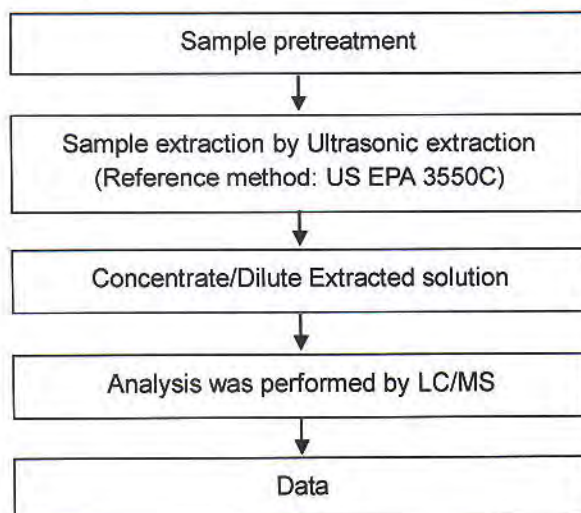 Sample pretreatment
Sample extraction by Ultrasonic extraction
(Reference method: US EPA 3550C)
Concentrate/Dilute Extracted solution
Analysis was performed by LC/MS
Data